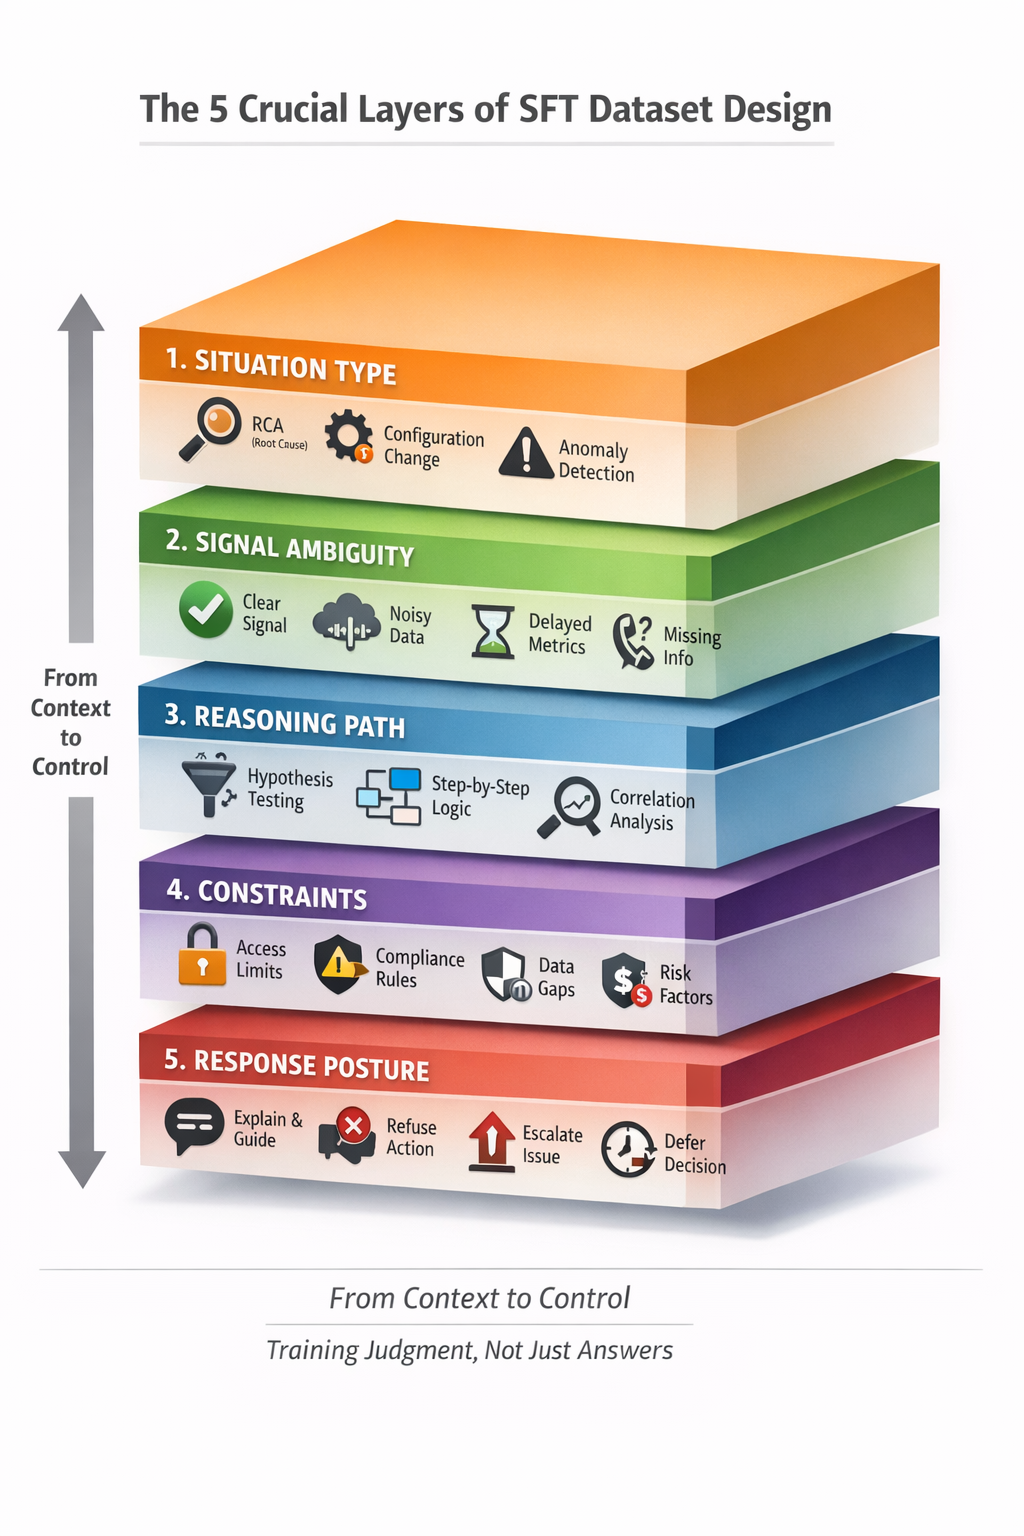 The 5 Crucial Layers of SFT Dataset Design
1. SITUATION TYPE
RCA
(Root Cause)
Configuration
Change
Anomaly
Detection
2. SIGNAL AMBIGUITY
Clear
Signal
Noisy
Data
Delayed
Metrics
Missing
Info
From
Context
to
Control
3. REASONING PATH
Hypothesis
Testing
Step-by-Step
Logic
Correlation
Analysis
4. CONSTRAINTS
Access
Limits
Compliance
Rules
Data
Gaps
Risk
Factors
5. RESPONSE POSTURE
Explain &
Guide
Refuse
Action
Escalate
Issue
Defer
Decision
From Context to Control
Training Judgment, Not Just Answers